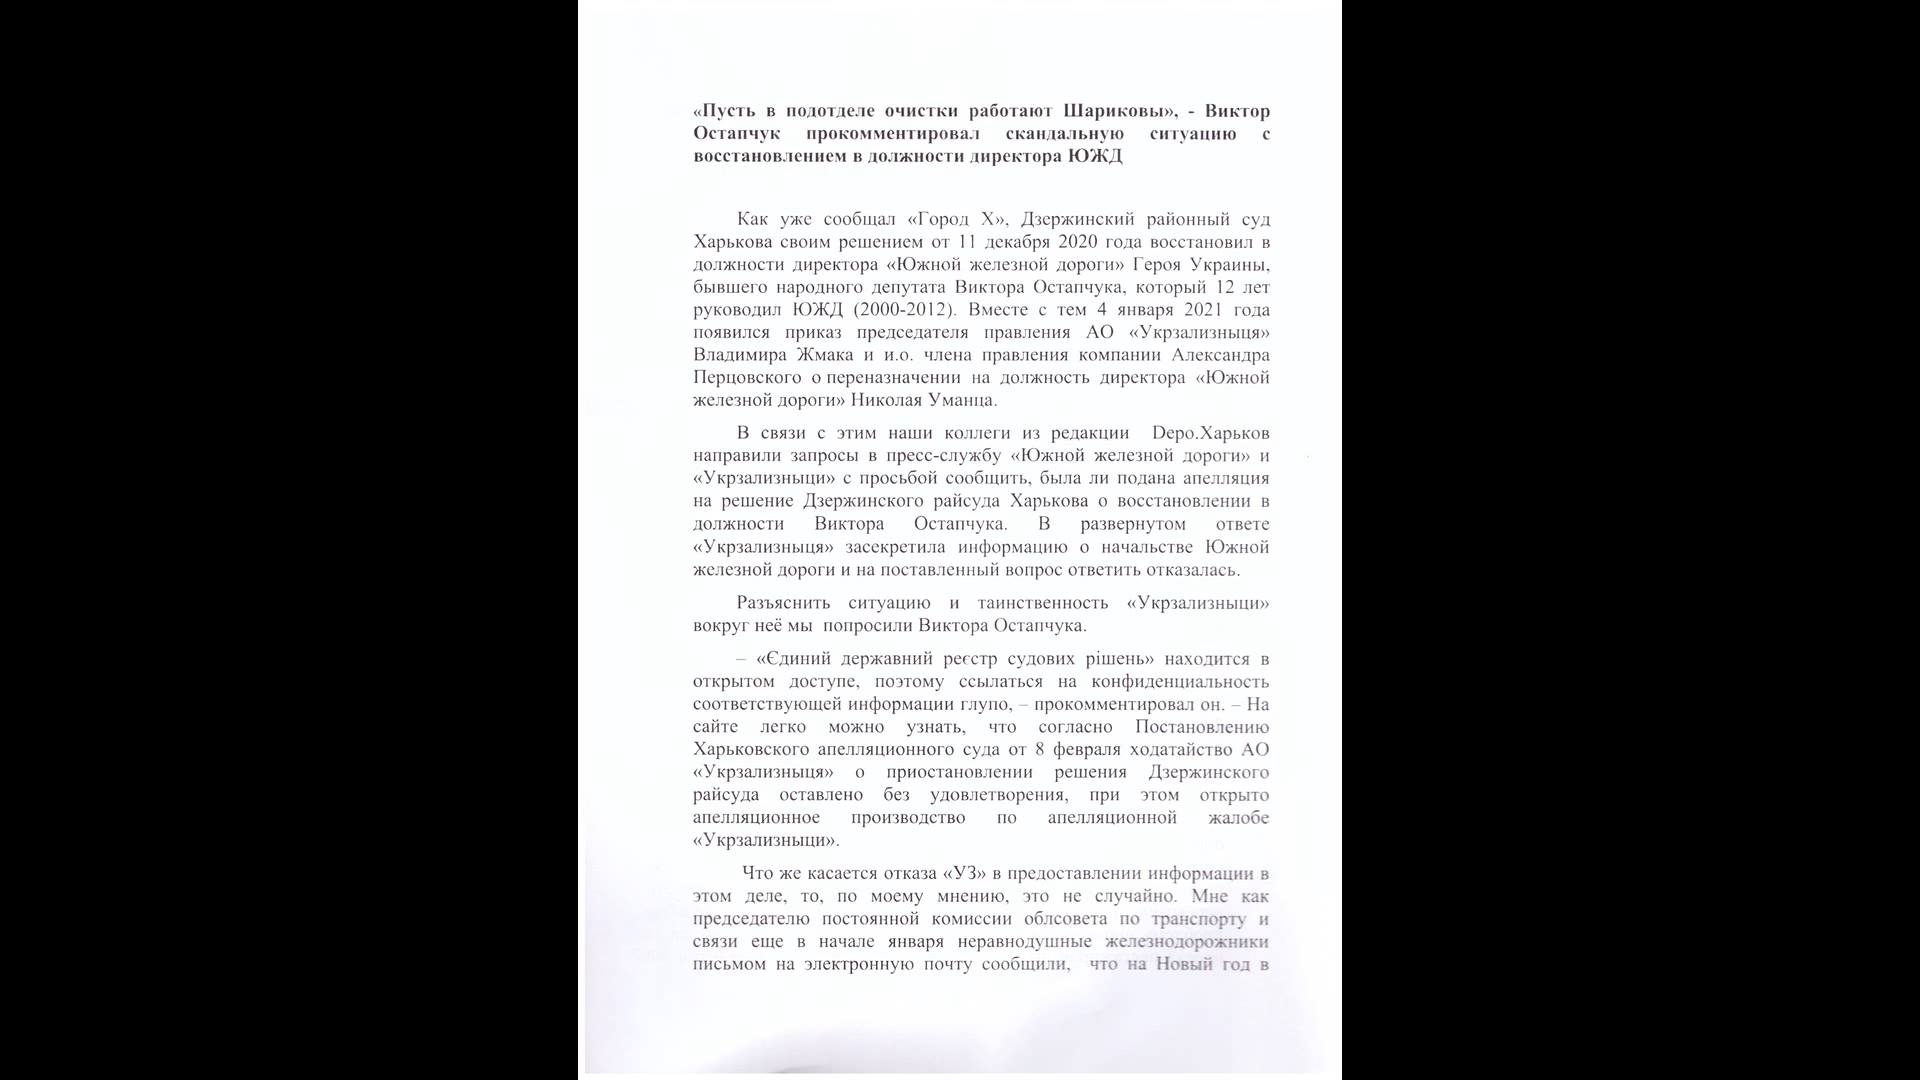 «Пусть в подотделе очистки работают Шариковы», - Виктор
Остапчук прокомментировал скандальную ситуацию с
восстановлением в должности директора ЮЖД
Как уже сообщал «Город Х», Дзержинский районный суд
Харькова своим решением от 11 декабря 2020 года восстановил в
должности директора «Южной железной дороги» Героя Украины,
бывшего народного депутата Виктора Остапчука, который 12 лет
руководил ЮЖД (2000-2012). Вместе с тем 4 января 2021 года
появился приказ председателя правления АО «Укрзализныця»
Владимира Жмака и и.о. члена правления компании Александра
Перцовского о переназначении на должность директора «Южной
железной дороги» Николая Уманца.
В связи с этим наши коллеги из редакции Depo.Харьков
направили запросы в пресс-службу «Южной железной дороги» и
«Укрзализныци» с просьбой сообщить, была ли подана апелляция
на решение Дзержинского райсуда Харькова о восстановлении в
должности Виктора Остапчука. В развернутом ответе
«Укрзализныця» засекретила информацию о начальстве Южной
железной дороги и на поставленный вопрос ответить отказалась.
Разъяснить ситуацию и таинственность «Укрзализныци»
вокруг неё мы попросили Виктора Остапчука.
– «Єдиний державний реєстр судових рішень» находится в
открытом доступе, поэтому ссылаться на конфиденциальность
соответствующей информации глупо, – прокомментировал он. – На
сайте легко можно узнать, что согласно Постановлению
Харьковского апелляционного суда от 8 февраля ходатайство АО
«Укрзализныця» о приостановлении решения Дзержинского
райсуда оставлено без удовлетворения, при этом открыто
апелляционное производство по апелляционной жалобе
«Укрзализныци».
Что же касается отказа «УЗ» в предоставлении информации в
этом деле, то, по моему мнению, это не случайно. Мне как
председателю постоянной комиссии облсовета по транспорту и
связи еще в начале января неравнодушные железнодорожники
письмом на электронную почту сообщили, что на Новый год в